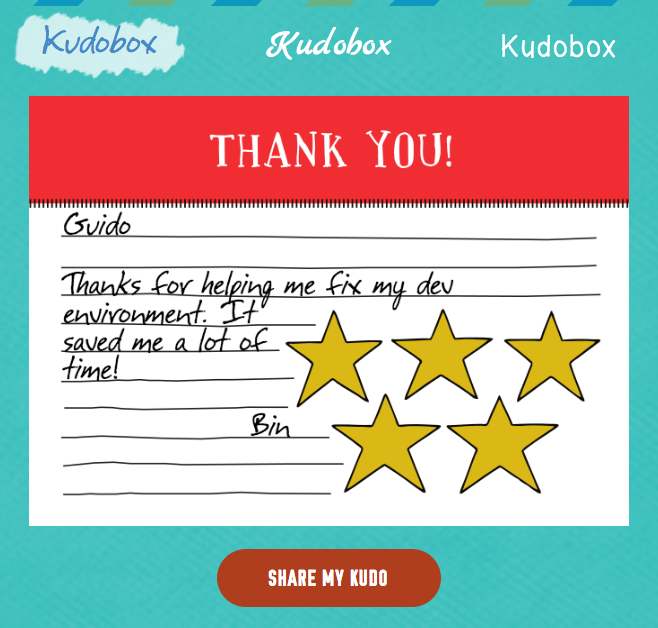 Kudobox Kudobox Kudobox
THANK YOU!
Guido
Thanks for helping me fix my dev
environment. It
saved me a lot of
time!
Bin
SHARE MY KUDO